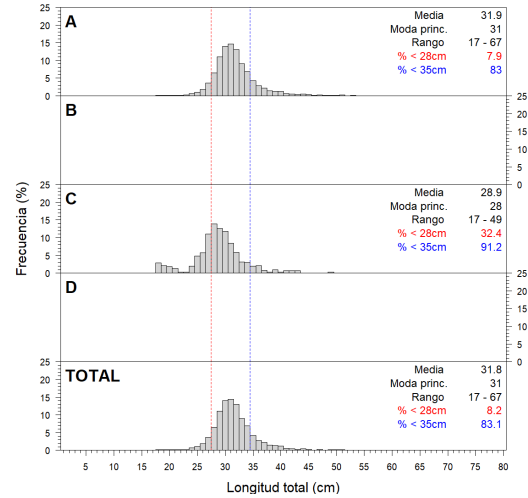 25
20
15
10
5
0
A
Media 31.9
Moda princ. 31
Rango 17 - 67
% < 28cm 7.9
% < 35cm 83
B
25
20
15
10
5
0
25
20
15
10
5
0
C
Media 28.9
Moda princ. 28
Rango 17 - 49
% < 28cm 32.4
% < 35cm 91.2
D
25
20
15
10
5
0
25
20
15
10
5
0
TOTAL
Media 31.8
Moda princ. 31
Rango 17 - 67
% < 28cm 8.2
% < 35cm 83.1
Frecuencia (%)
5 10 15 20 25 30 35 40 45 50 55 60 65 70 75 80
Longitud total (cm)